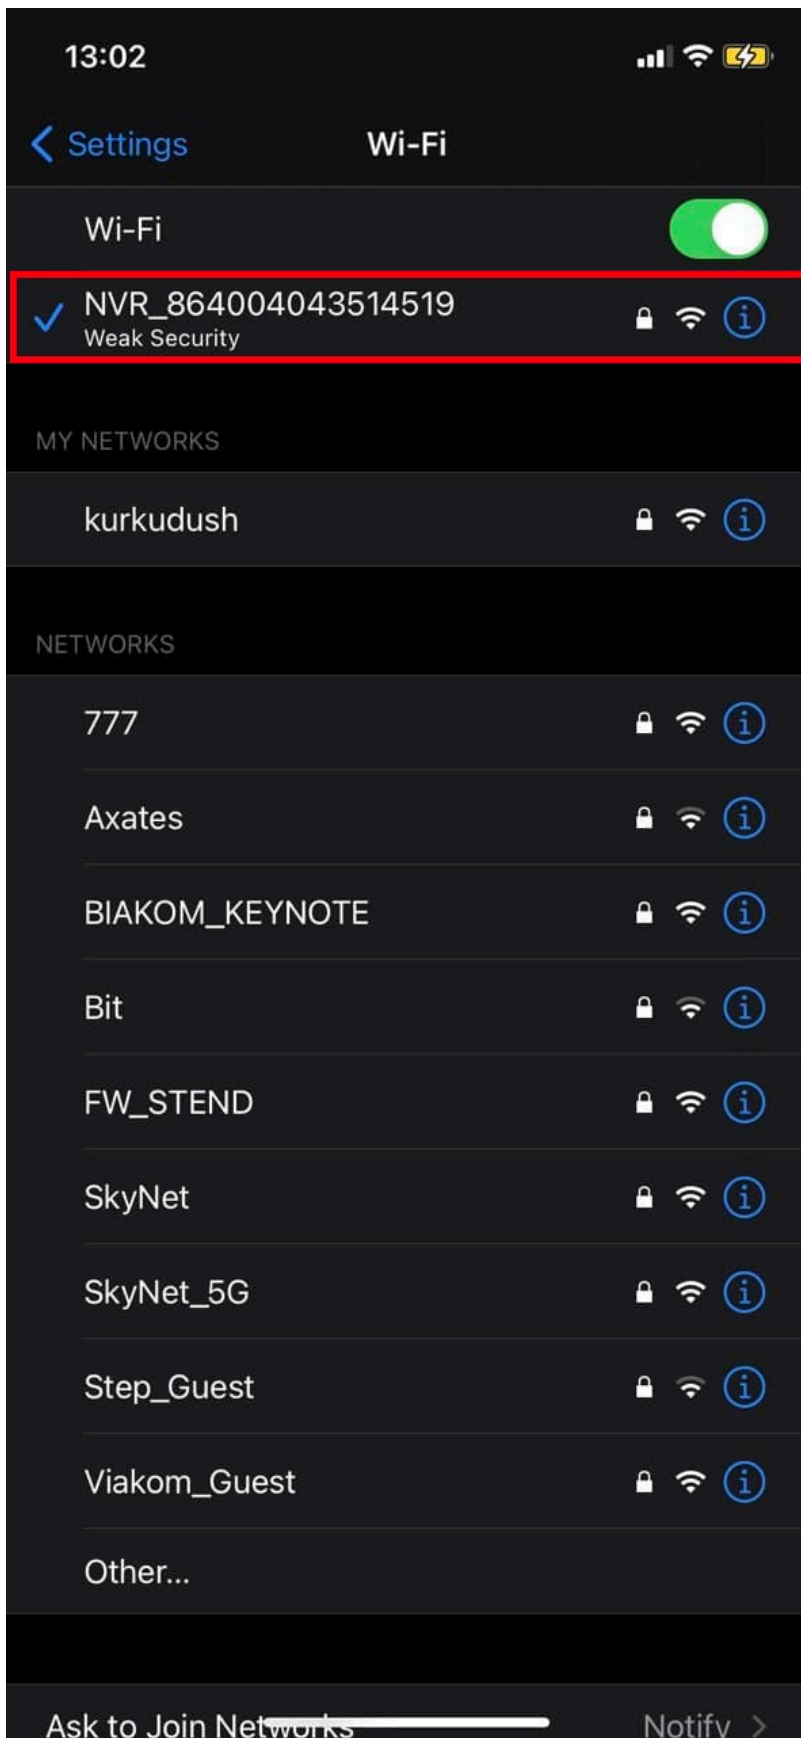 13:02
Settings
Wi-Fi
Wi-Fi
NVR_864004043514519
Weak Security
MY NETWORKS
kurkudush
NETWORKS
777
Axates
BIAKOM_KEYNOTE
Bit
FW_STEND
SkyNet
SkyNet_5G
Step_Guest
Viakom_Guest
Other...
Ask to Join Networks Notify